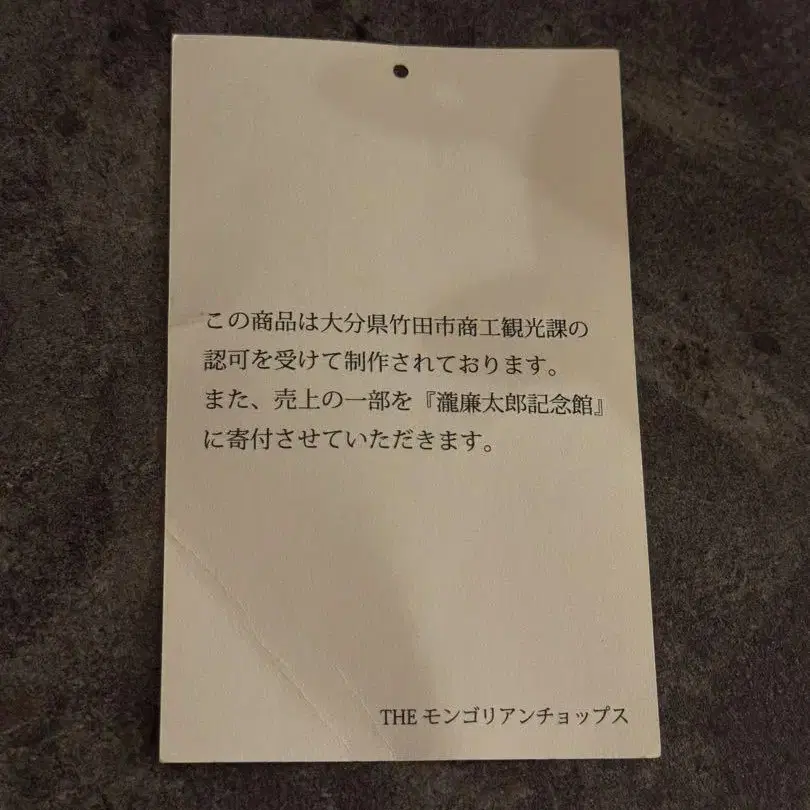 この商品は大分県竹田市商工観光課の
認可を受けて制作されております。
また、売上の一部を『瀧廉太郎記念館』
に寄付させていただきます。
THE モンゴリアンチョップス